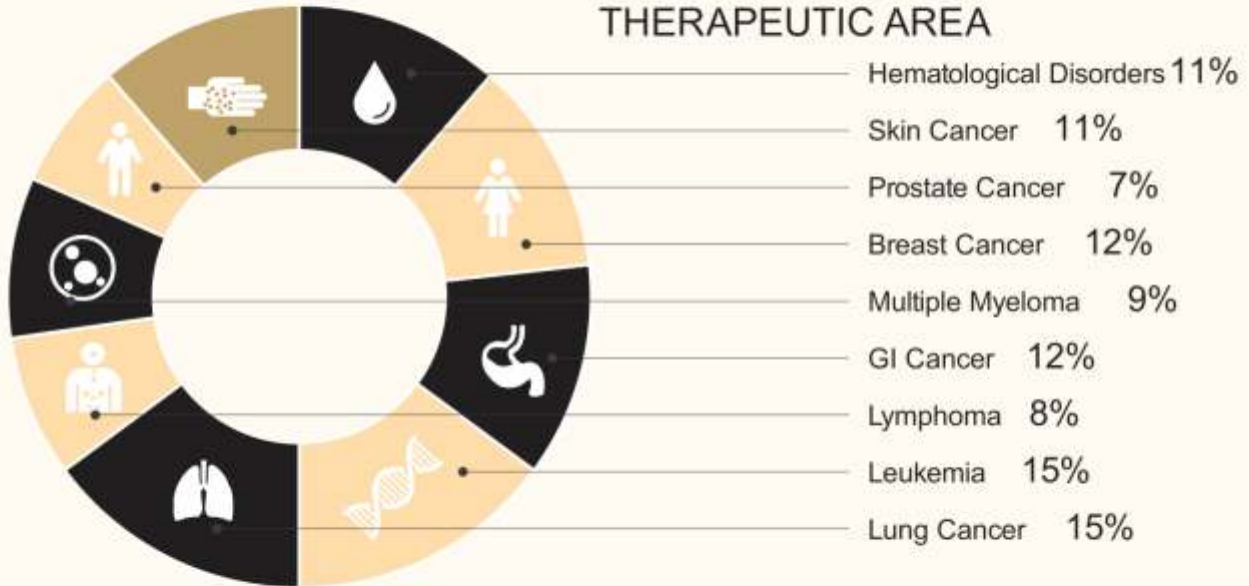 THERAPEUTIC AREA
Hematological Disorders 11%
Skin Cancer 11%
Prostate Cancer 7%
Breast Cancer 12%
Multiple Myeloma 9%
GI Cancer 12%
Lymphoma 8%
Leukemia 15%
Lung Cancer 15%